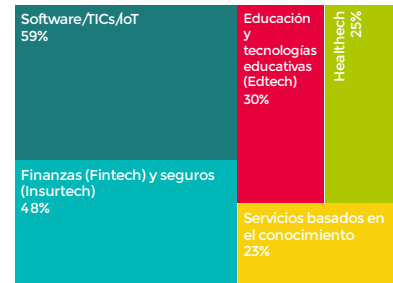 Software/TICs/IoT
59%
Educación
y
tecnologías
educativas
(Edtech)
30%
Healthech
25%
Finanzas (Fintech) y seguros
(Insurtech)
48%
Servicios basados en
el conocimiento
23%